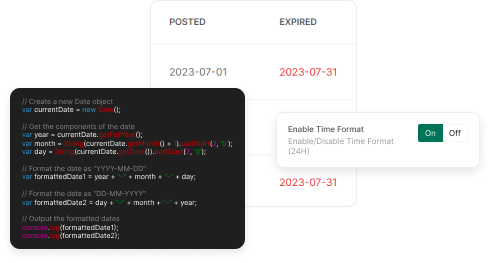 POSTED EXPIRED
2023-07-01 2023-07-31
// Create a new Date object
var currentDate = new Date();
// Get the components of the date
var year = currentDate.getFullYear();
var month = String(currentDate.getMonth() + 1).padStart(2, '0');
var day = String(currentDate.getDate()).padStart(2, '0');
// Format the date as "YYYY-MM-DD"
var formattedDate1 = year + "-" + month + "-" + day;
// Format the date as "DD-MM-YYYY"
var formattedDate2 = day + "-" + month + "-" + year;
// Output the formatted dates
console.log(formattedDate1);
console.log(formattedDate2);
Enable Time Format
Enable/Disable Time Format
(24H)
On Off
2023-07-31